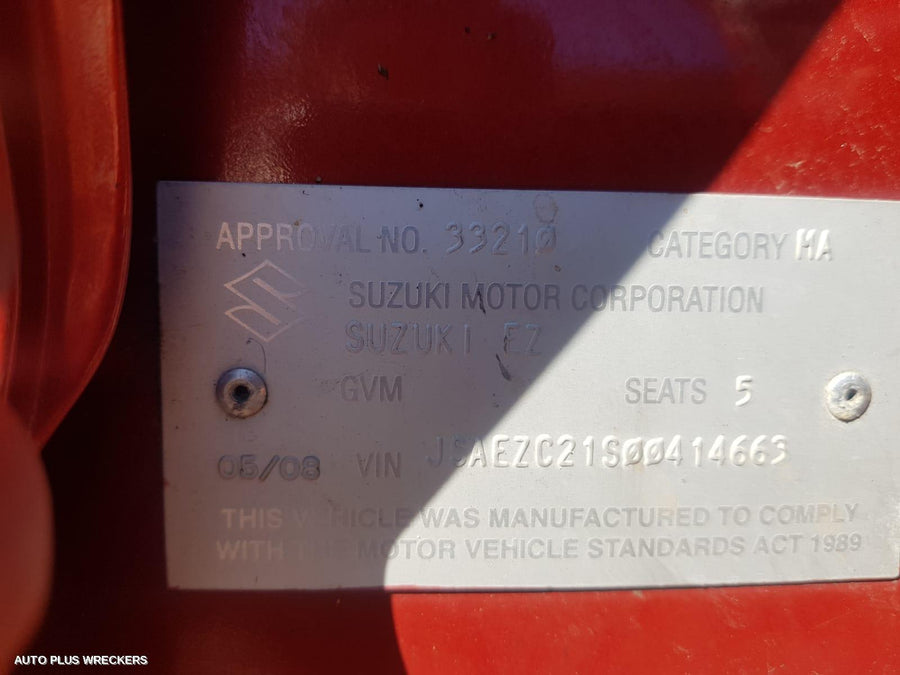 APPROVAL NO. 33210 CATEGORY MA
SUZUKI MOTOR CORPORATION
SUZUKI EZ
GVM SEATS 5
05/08 VIN JSAEZC21S00414663
THIS VEHICLE WAS MANUFACTURED TO COMPLY
WITH THE MOTOR VEHICLE STANDARDS ACT 1989
AUTO PLUS WRECKERS